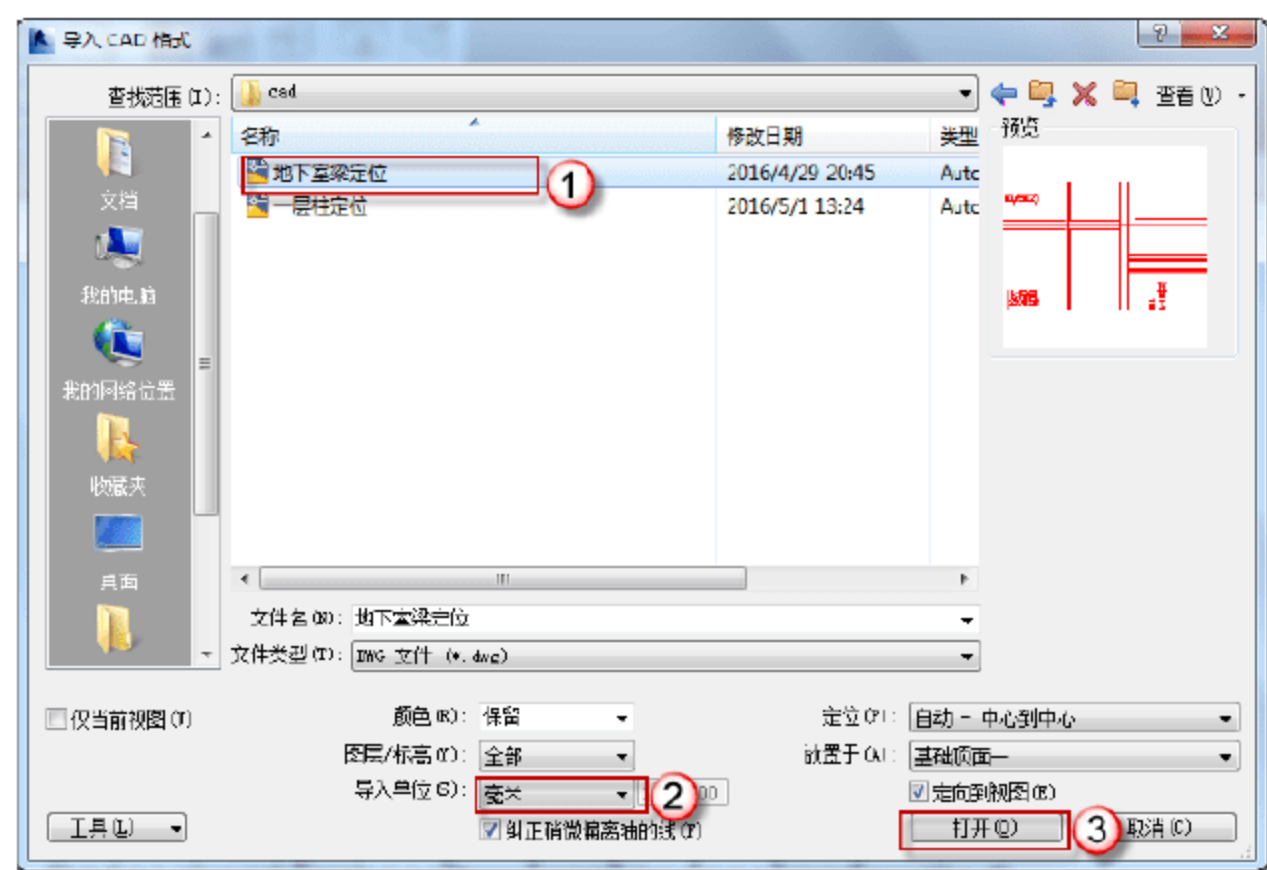 导入 CAD 格式
查找范围(I): cad 查看(V)
名称 修改日期 类型 预览
地下室梁定位 2016/4/29 20:45 Autc
一层柱定位 2016/5/1 13:24 Autc
①
文档
我的电脑
我的网络位置
收藏夹
桌面
文件名(N): 地下室梁定位
文件类型(T): DWG 文件 (*.dwg)
仅当前视图(T) 颜色(R): 保留 定位(P): 自动 - 中心到中心
图层/标高(Y): 全部 放置于(A): 基础顶面—
导入单位(S): 毫米 ② 00 定向到视图(E)
工具(L) 纠正稍微偏离轴的线(F) 打开(O) ③ 取消(C)